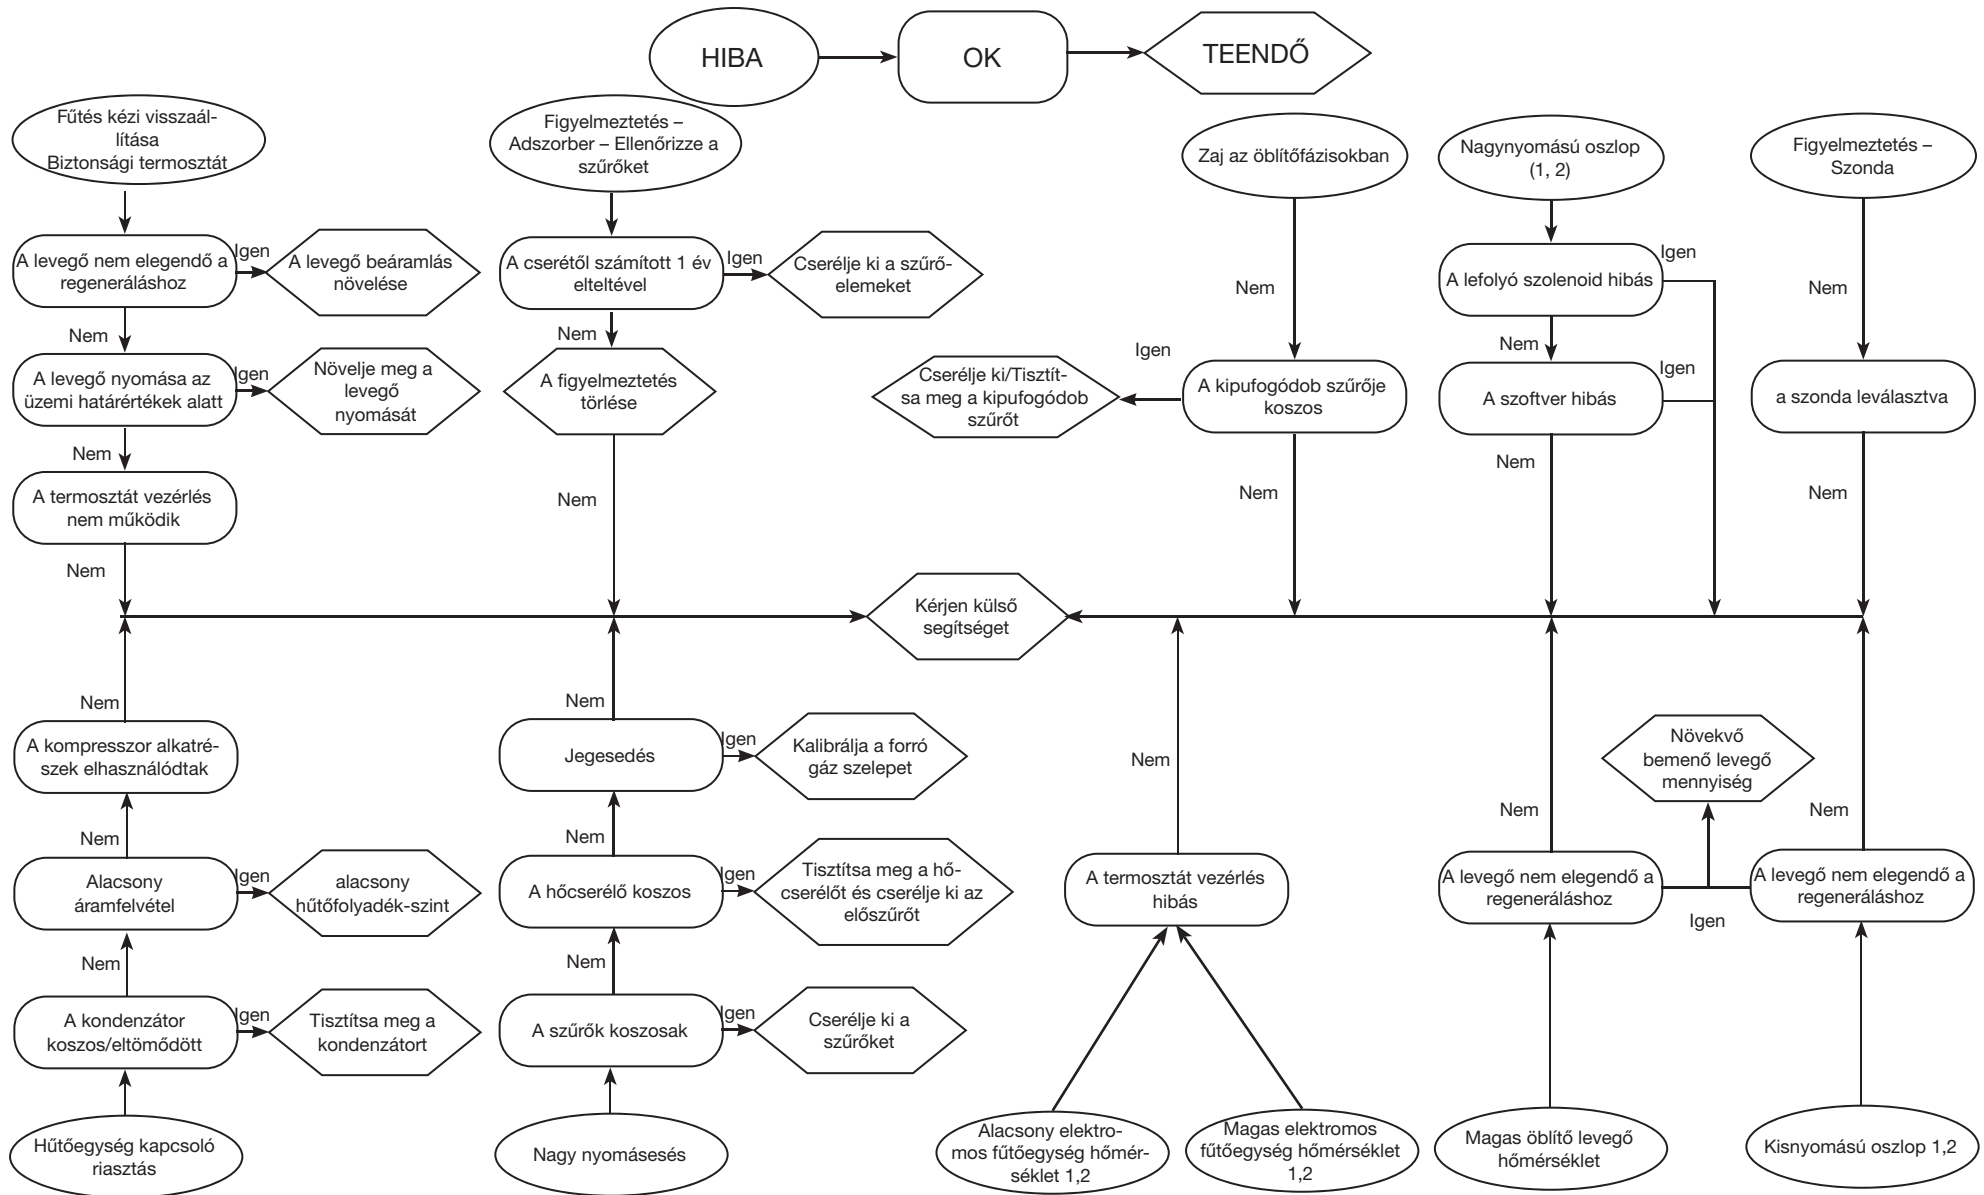 HIBA
OK
TEENDŐ
Fűtés kézi visszaál-
lítása
Biztonsági termosztát
A levegő nem elegendő a
regeneráláshoz
Igen
A levegő beáramlás
növelése
Nem
A levegő nyomása az
üzemi határértékek alatt
Igen
Növelje meg a
levegő
nyomását
Nem
A termosztát vezérlés
nem működik
Nem
Figyelmeztetés –
Adszorber – Ellenőrizze a
szűrőket
A cserétől számított 1 év
elteltével
Igen
Cserélje ki a szűrő-
elemeket
Nem
A figyelmeztetés
törlése
Nem
Zaj az öblítőfázisokban
Nem
A kipufogódob szűrője
koszos
Igen
Cserélje ki/Tisztít-
sa meg a kipufogódob
szűrőt
Nem
Nagynyomású oszlop
(1, 2)
A lefolyó szolenoid hibás
Igen
Nem
A szoftver hibás
Igen
Nem
Figyelmeztetés –
Szonda
Nem
a szonda leválasztva
Nem
Kérjen külső
segítséget
Nem
A kompresszor alkatré-
szek elhasználódtak
Nem
Alacsony
áramfelvétel
Igen
alacsony
hűtőfolyadék-szint
Nem
A kondenzátor
koszos/eltömődött
Igen
Tisztítsa meg a
kondenzátort
Hűtőegység kapcsoló
riasztás
Nem
Jegesedés
Igen
Kalibrálja a forró
gáz szelepet
Nem
A hőcserélő koszos
Igen
Tisztítsa meg a hő-
cserélőt és cserélje ki az
előszűrőt
Nem
A szűrők koszosak
Igen
Cserélje ki a
szűrőket
Nagy nyomásesés
Nem
A termosztát vezérlés
hibás
Alacsony elektro-
mos fűtőegység hőmér-
séklet 1,2
Magas elektromos
fűtőegység hőmérséklet
1,2
Nem
A levegő nem elegendő a
regeneráláshoz
Magas öblítő levegő
hőmérséklet
Növekvő
bemenő levegő
mennyiség
Igen
Nem
A levegő nem elegendő a
regeneráláshoz
Kisnyomású oszlop 1,2